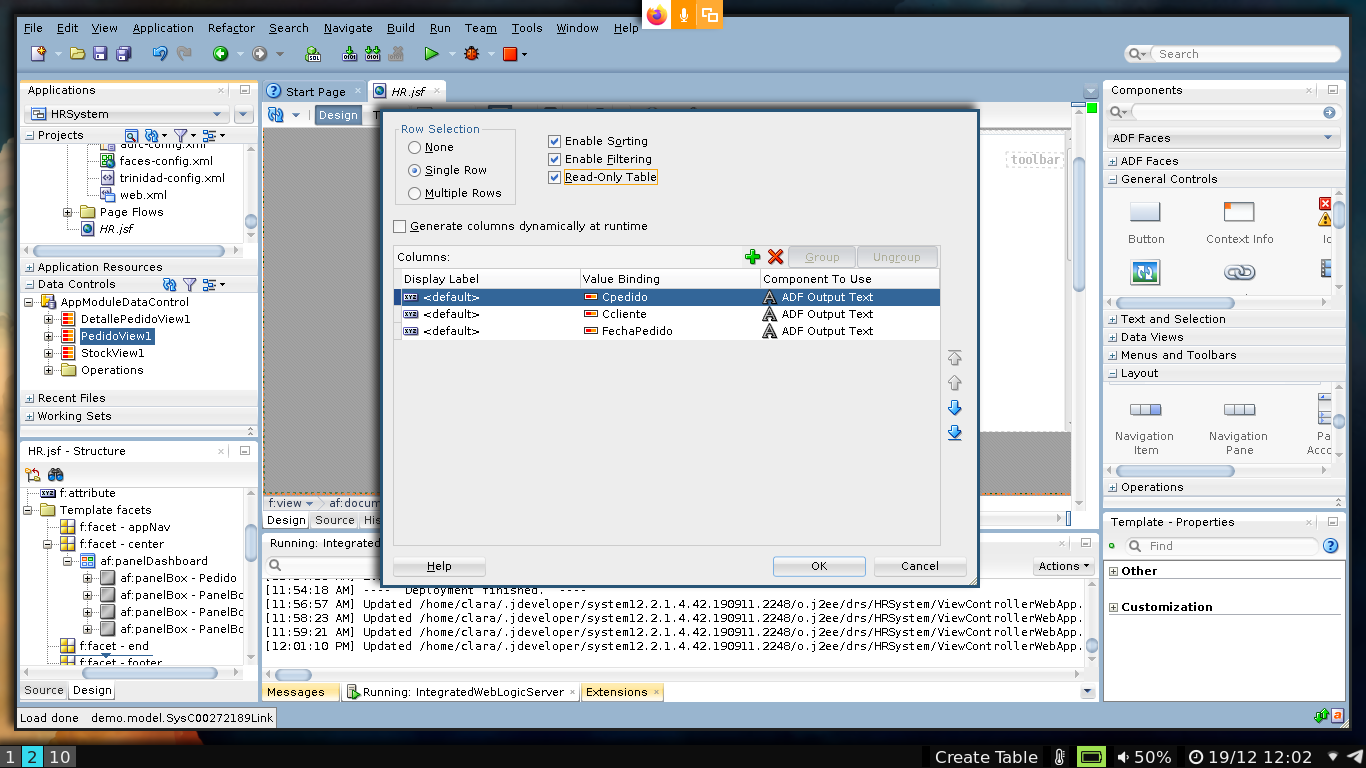 File Edit View Application Refactor Search Navigate Build Run Team Tools Window Help
Search
Applications
HRSystem
Projects
faces-config.xml
trinidad-config.xml
web.xml
Page Flows
HR.jsf
Application Resources
Data Controls
AppModuleDataControl
DetallePedidoView1
PedidoView1
StockView1
Operations
Recent Files
Working Sets
HR.jsf - Structure
f:attribute
Template facets
f:facet - appNav
f:facet - center
af:panelDashboard
af:panelBox - Pedido
af:panelBox - PanelBo
af:panelBox - PanelBo
af:panelBox - PanelBo
f:facet - end
f:facet - footer
Source Design
Load done demo.model.SysC00272189Link
Start Page HR.jsf
Design
toolbar
Row Selection
None
Single Row
Multiple Rows
Enable Sorting
Enable Filtering
Read-Only Table
Generate columns dynamically at runtime
Columns: Group Ungroup
Display Label Value Binding Component To Use
<default> Cpedido ADF Output Text
<default> Ccliente ADF Output Text
<default> FechaPedido ADF Output Text
Help OK Cancel
f:view af:docum
Design Source His
Running: Integrated
Actions
[11:54:18 AM] ---- Deployment finished. ----
[11:56:57 AM] Updated /home/clara/.jdeveloper/system12.2.1.4.42.190911.2248/o.j2ee/drs/HRSystem/ViewControllerWebApp.
[11:58:23 AM] Updated /home/clara/.jdeveloper/system12.2.1.4.42.190911.2248/o.j2ee/drs/HRSystem/ViewControllerWebApp.
[11:59:21 AM] Updated /home/clara/.jdeveloper/system12.2.1.4.42.190911.2248/o.j2ee/drs/HRSystem/ViewControllerWebApp.
[12:01:10 PM] Updated /home/clara/.jdeveloper/system12.2.1.4.42.190911.2248/o.j2ee/drs/HRSystem/ViewControllerWebApp.
Messages Running: IntegratedWebLogicServer Extensions
Components
ADF Faces
ADF Faces
General Controls
Button Context Info
Text and Selection
Data Views
Menus and Toolbars
Layout
Navigation Item
Navigation Pane
Pa
Acco
Operations
Template - Properties
Find
Other
Customization
1 2 10
Create Table 50% 19/12 12:02